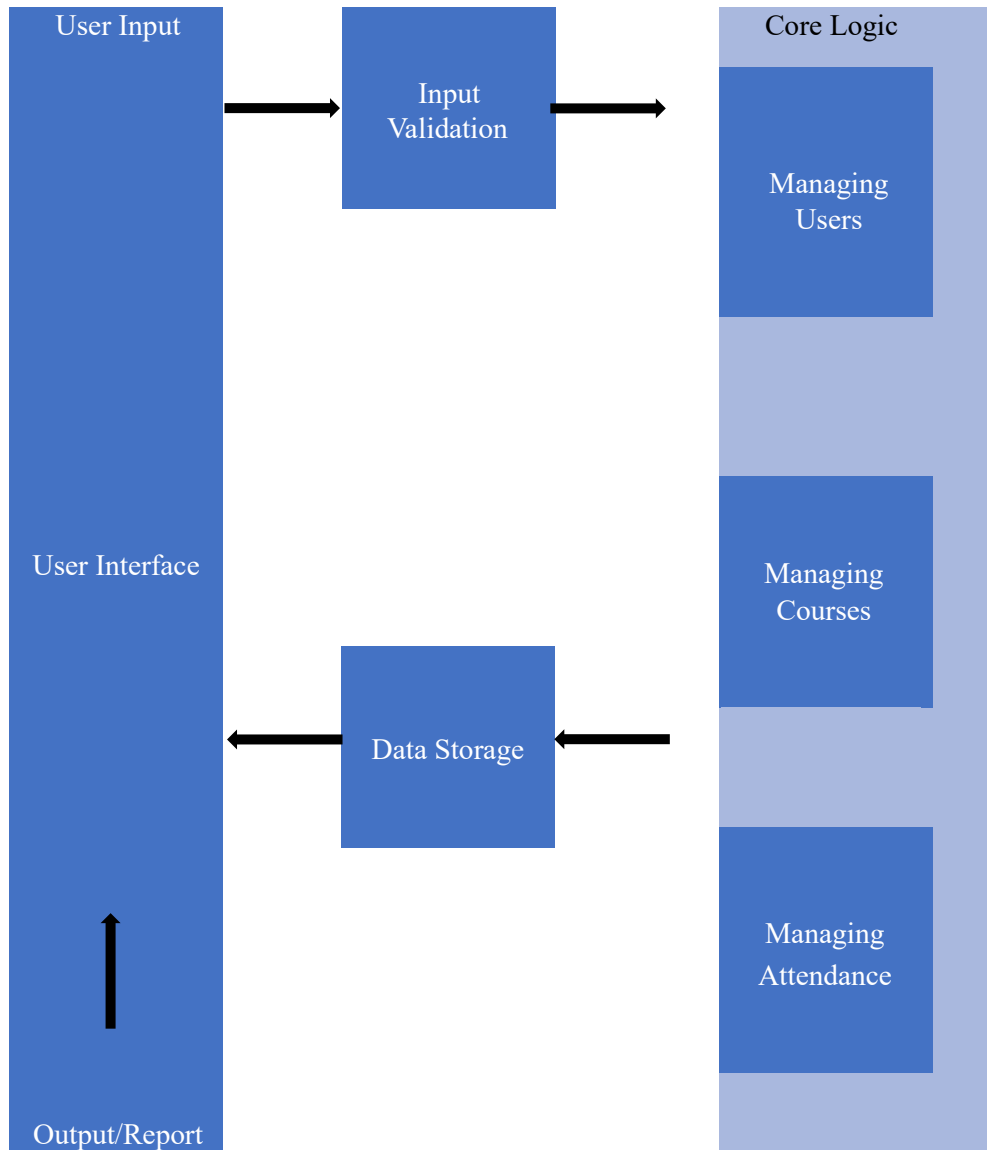 User Input
User Interface
Output/Report
Input
Validation
Data Storage
Core Logic
Managing
Users
Managing
Courses
Managing
Attendance